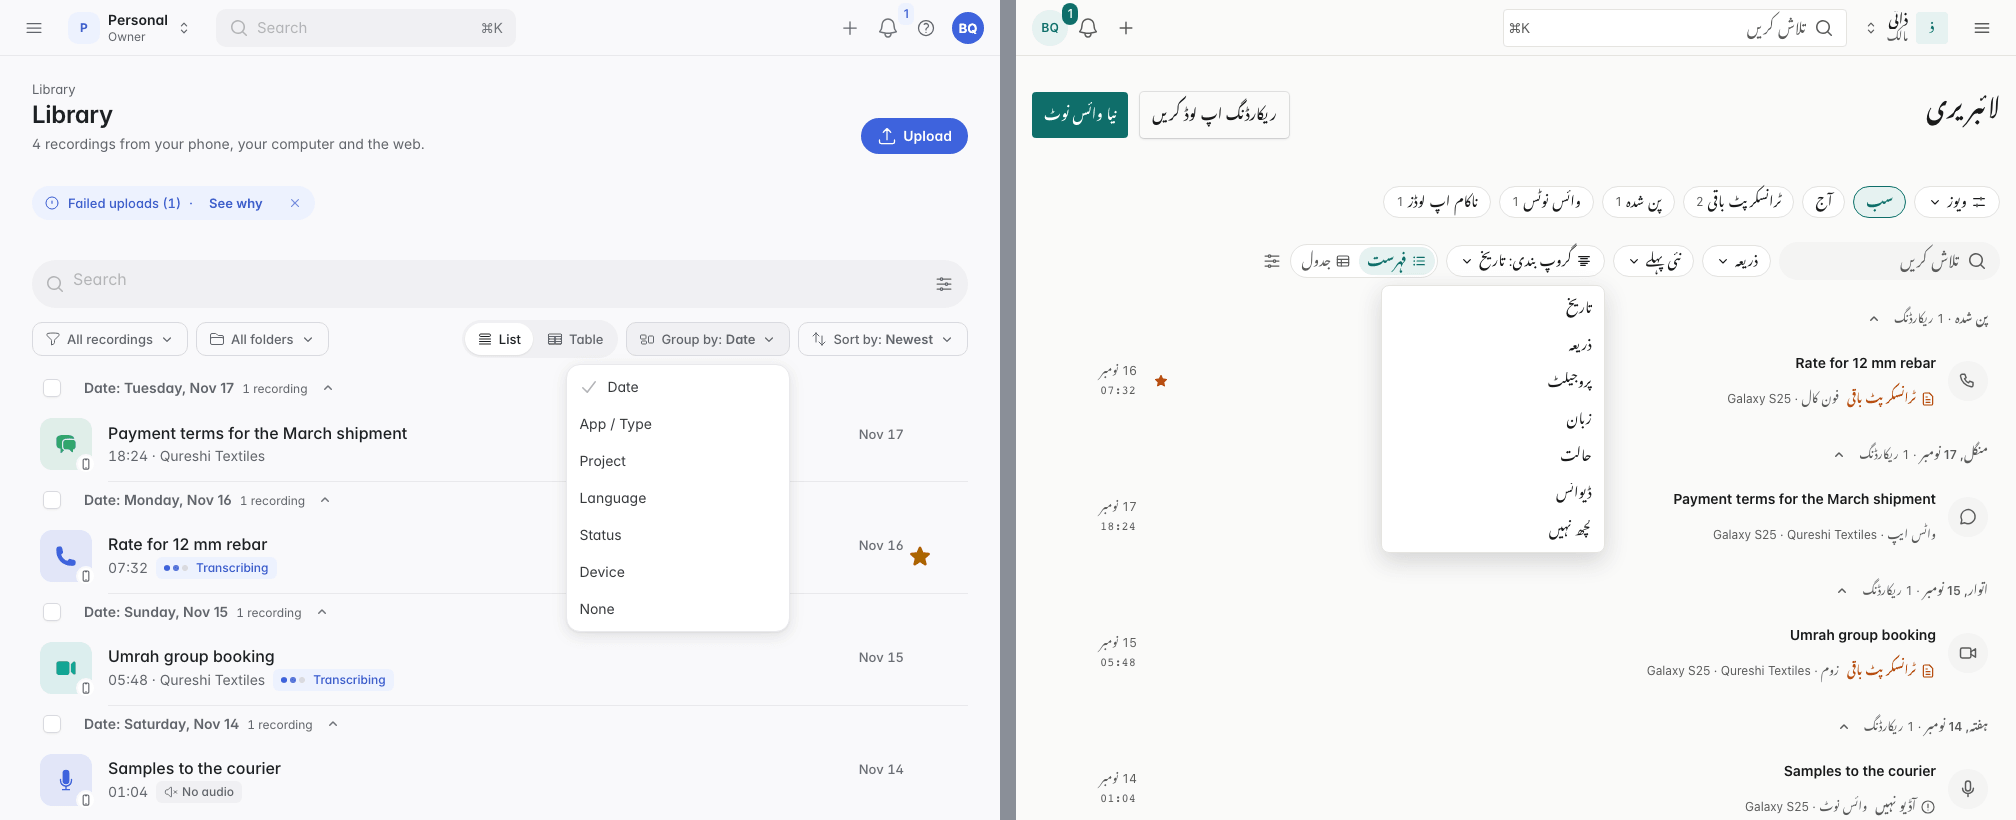 P
Personal
Owner
Search
⌘K
1
BQ
Library
Library
4 recordings from your phone, your computer and the web.
Upload
Failed uploads (1) · See why
Search
All recordings
All folders
List
Table
Group by: Date
Sort by: Newest
Date
App / Type
Project
Language
Status
Device
None
Date: Tuesday, Nov 17 1 recording
Payment terms for the March shipment
18:24 · Qureshi Textiles
Nov 17
Date: Monday, Nov 16 1 recording
Rate for 12 mm rebar
07:32 Transcribing
Nov 16
Date: Sunday, Nov 15 1 recording
Umrah group booking
05:48 · Qureshi Textiles Transcribing
Nov 15
Date: Saturday, Nov 14 1 recording
Samples to the courier
01:04 No audio
Nov 14
ذ
ذاتی
مالک
تلاش کریں
⌘K
1
BQ
لائبریری
ریکارڈنگ اپ لوڈ کریں
نیا وائس نوٹ
ویوز
سب
آج
ٹرانسکرپٹ باقی 2
پن شدہ 1
وائس نوٹس 1
ناکام اپ لوڈز 1
تلاش کریں
ذریعہ
نئی پہلے
گروپ بندی: تاریخ
فہرست
جدول
تاریخ
ذریعہ
پروجیکٹ
زبان
حالت
ڈیوائس
کچھ نہیں
پن شدہ · 1 ریکارڈنگ
Rate for 12 mm rebar
ٹرانسکرپٹ باقی فون کال · Galaxy S25
16 نومبر
07:32
منگل, 17 نومبر · 1 ریکارڈنگ
Payment terms for the March shipment
واٹس ایپ · Galaxy S25 · Qureshi Textiles
17 نومبر
18:24
اتوار, 15 نومبر · 1 ریکارڈنگ
Umrah group booking
ٹرانسکرپٹ باقی زوم · Galaxy S25 · Qureshi Textiles
15 نومبر
05:48
ہفتہ, 14 نومبر · 1 ریکارڈنگ
Samples to the courier
آڈیو نہیں وائس نوٹ · Galaxy S25
14 نومبر
01:04